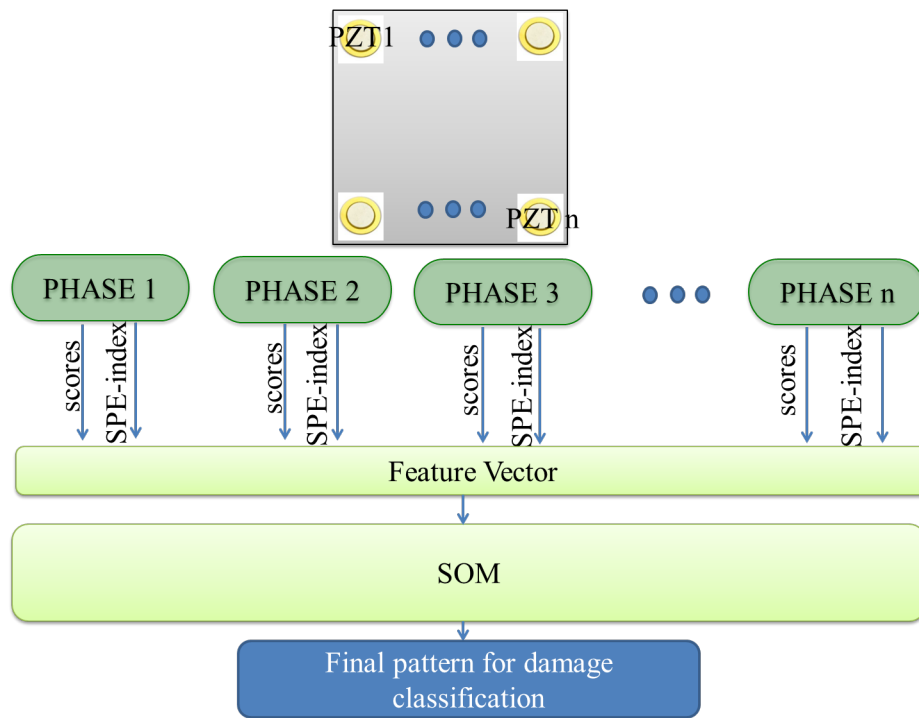 PZT1
PZT n
PHASE 1
PHASE 2
PHASE 3
PHASE n
scores
SPE-index
scores
SPE-index
scores
SPE-index
scores
SPE-index
Feature Vector
SOM
Final pattern for damage
classification